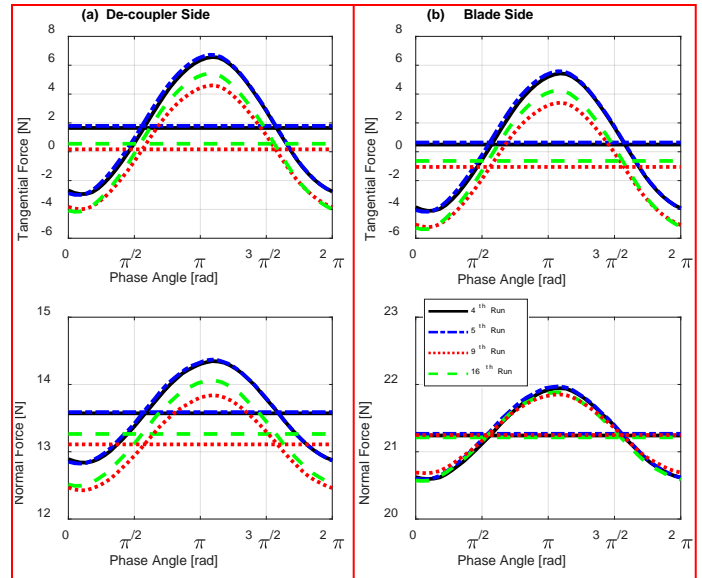 (a) De-coupler Side
8
6
4
2
0
-2
-4
-6
Tangential Force [N]
0 π/2 π 3 π/2 2 π
Phase Angle [rad]
(b) Blade Side
8
6
4
2
0
-2
-4
-6
Tangential Force [N]
0 π/2 π 3 π/2 2 π
Phase Angle [rad]
15
14
13
12
Normal Force [N]
0 π/2 π 3 π/2 2 π
Phase Angle [rad]
23
22
21
20
Normal Force [N]
4 th Run
5 th Run
9 th Run
16 th Run
0 π/2 π 3 π/2 2 π
Phase Angle [rad]